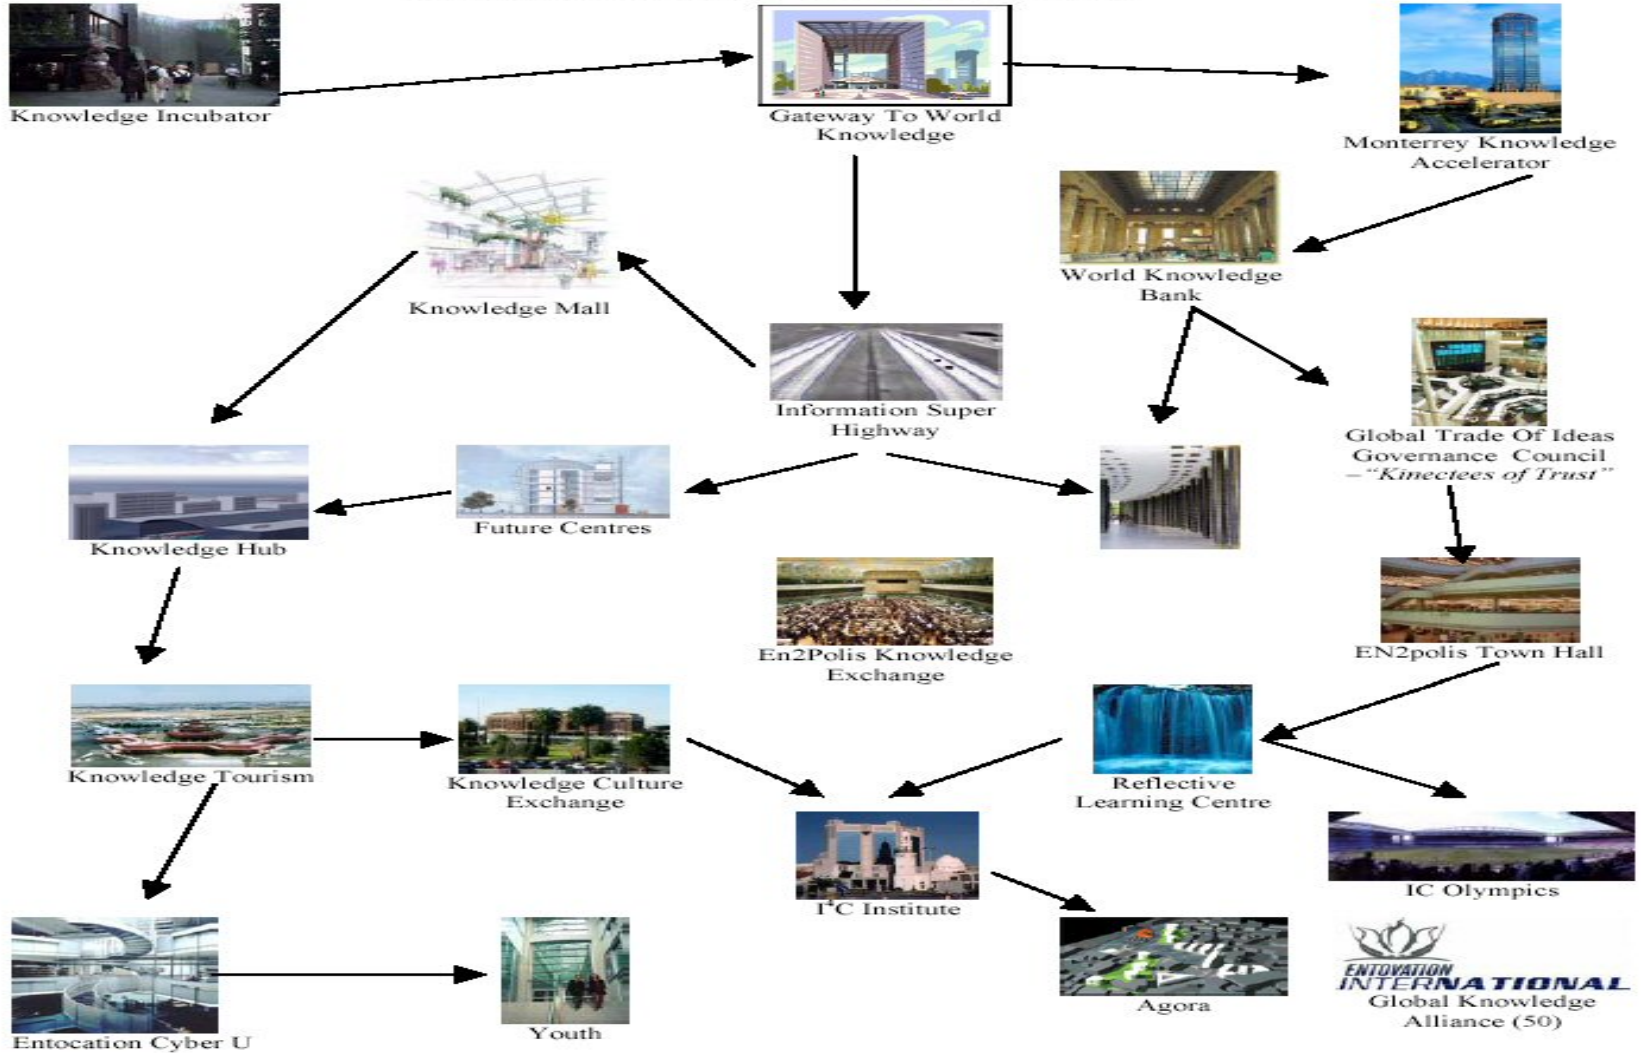 Knowledge Incubator
Gateway To World
Knowledge
Monterrey Knowledge
Accelerator
Knowledge Mall
World Knowledge
Bank
Information Super
Highway
Global Trade Of Ideas
Governance Council
–“Kinectees of Trust”
Knowledge Hub
Future Centres
En2Polis Knowledge
Exchange
EN2polis Town Hall
Knowledge Tourism
Knowledge Culture
Exchange
Reflective
Learning Centre
I⁴C Institute
IC Olympics
Entocation Cyber U
Youth
Agora
ENTOVATION
INTERNATIONAL
Global Knowledge
Alliance (50)